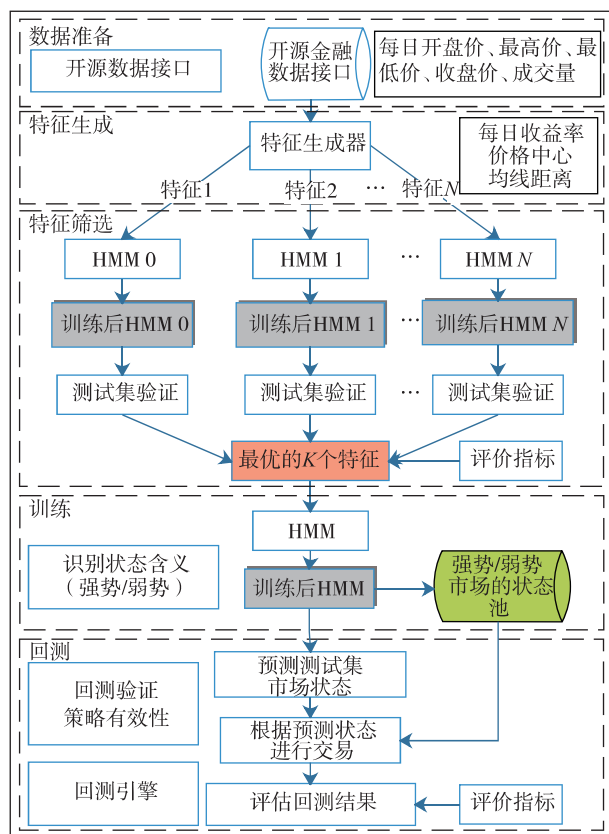 数据准备
开源数据接口
开源金融
数据接口
每日开盘价、最高价、最
低价、收盘价、成交量
特征生成
特征生成器
每日收益率
价格中心
均线距离
特征1
特征2
…
特征N
特征筛选
HMM 0
HMM 1
…
HMM N
训练后HMM 0
训练后HMM 1
…
训练后HMM N
测试集验证
测试集验证
…
测试集验证
最优的K个特征
评价指标
训练
HMM
识别状态含义
（强势/弱势）
训练后HMM
强势/弱势
市场的状态
池
回测
回测验证
策略有效性
预测测试集
市场状态
根据预测状态
进行交易
回测引擎
评估回测结果
评价指标